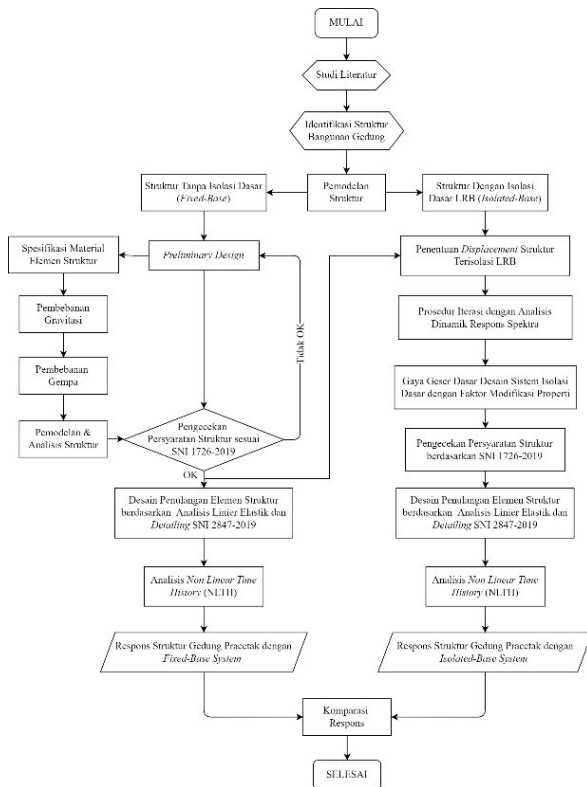 MULAI
Studi Literatur
Identifikasi Struktur
Bangunan Gedung
Struktur Tanpa Isolasi Dasar
(Fixed-Base)
Pemodelan
Struktur
Struktur Dengan Isolasi
Dasar LRB (Isolated-Base)
Spesifikasi Material
Elemen Struktur
Preliminary Design
Penentuan Displacement Struktur
Terisolasi LRB
Pembebanan
Gravitasi
Prosedur Iterasi dengan Analisis
Dinamik Respons Spektra
Tidak OK
Pembebanan
Gempa
Gaya Geser Dasar Desain Sistem Isolasi
Dasar dengan Faktor Modifikasi Properti
Pemodelan &
Analisis Struktur
Pengecekan
Persyaratan Struktur sesuai
SNI 1726-2019
Pengecekan Persyaratan Struktur
berdasarkan SNI 1726-2019
OK
Desain Penulangan Elemen Struktur
berdasarkan Analisis Linier Elastik dan
Detailing SNI 2847-2019
Desain Penulangan Elemen Struktur
berdasarkan Analisis Linier Elastik dan
Detailing SNI 2847-2019
Analisis Non Linear Time
History (NLTH)
Analisis Non Linear Time
History (NLTH)
Respons Struktur Gedung Pracetak dengan
Fixed-Base System
Respons Struktur Gedung Pracetak dengan
Isolated-Base System
Komparasi
Respons
SELESAI